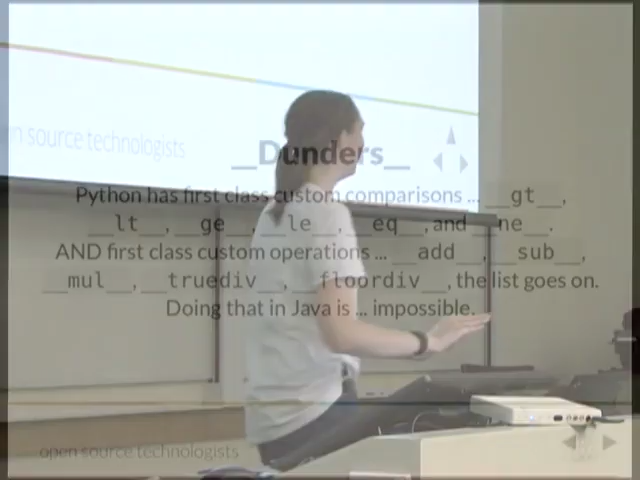 n source technologists
__Dunders__
Python has first class custom comparisons ... __gt__,
__lt__, __ge__, __le__, __eq__, and __ne__.
AND first class custom operations ... __add__, __sub__,
__mul__, __truediv__, __floordiv__, the list goes on.
Doing that in Java is ... impossible.
open source technologists